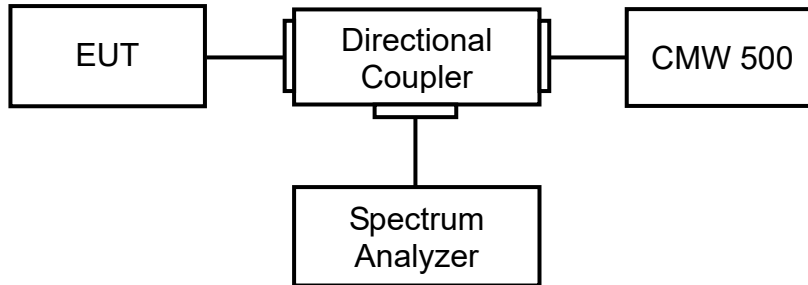 EUT
Directional
Coupler
CMW 500
Spectrum
Analyzer